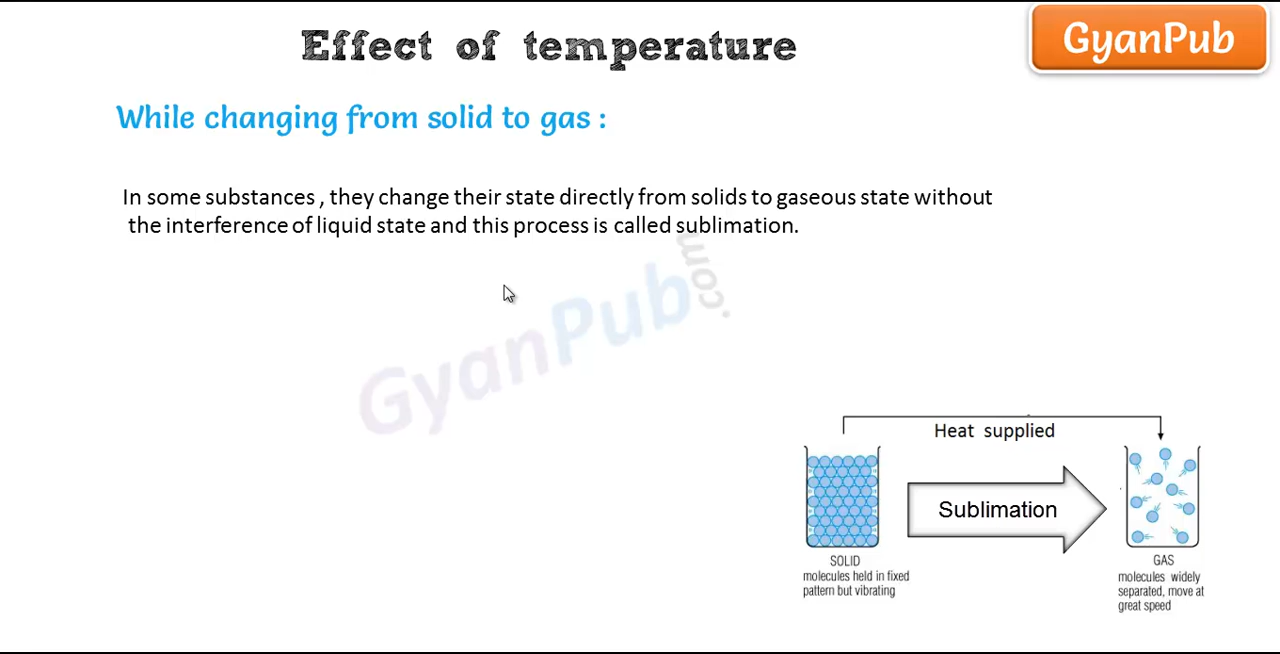 Effect of temperature
GyanPub
While changing from solid to gas :
In some substances , they change their state directly from solids to gaseous state without
the interference of liquid state and this process is called sublimation.
GyanPub.com
Heat supplied
Sublimation
SOLID
molecules held in fixed
pattern but vibrating
GAS
molecules widely
separated, move at
great speed